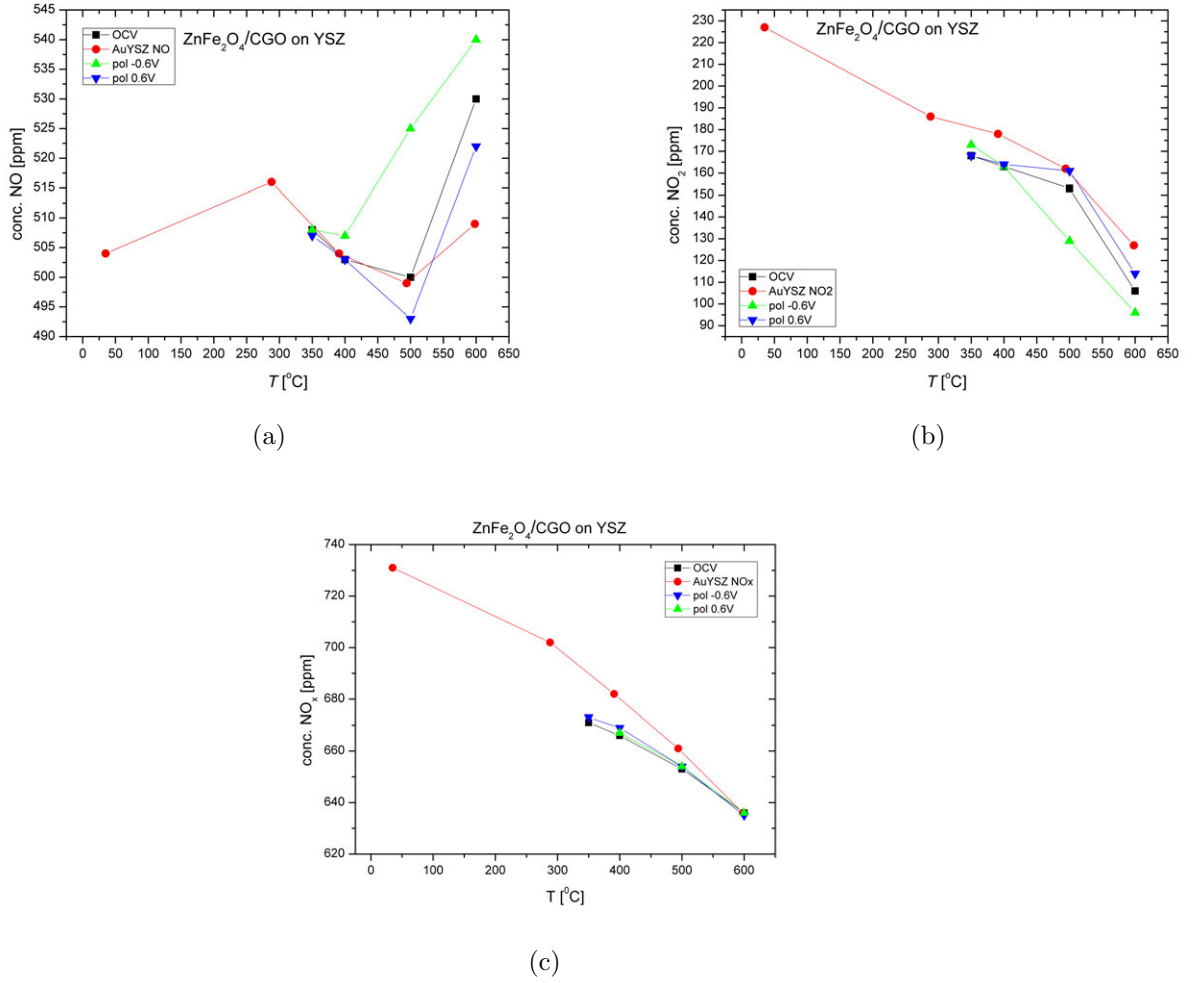 ZnFe2O4/CGO on YSZ
OCV
AuYSZ NO
pol -0.6V
pol 0.6V
conc. NO [ppm]
540
535
530
525
520
515
510
505
500
495
490
0 50 100 150 200 250 300 350 400 450 500 550 600 650
T [°C]
(a)
ZnFe2O4/CGO on YSZ
conc. NO2 [ppm]
230
220
210
200
190
180
170
160
150
140
130
120
110
100
90
OCV
AuYSZ NO2
pol -0.6V
pol 0.6V
0 50 100 150 200 250 300 350 400 450 500 550 600 650
T [°C]
(b)
ZnFe2O4/CGO on YSZ
OCV
AuYSZ NOx
pol -0.6V
pol 0.6V
conc. NOx [ppm]
740
720
700
680
660
640
620
0 100 200 300 400 500 600
T [°C]
(c)